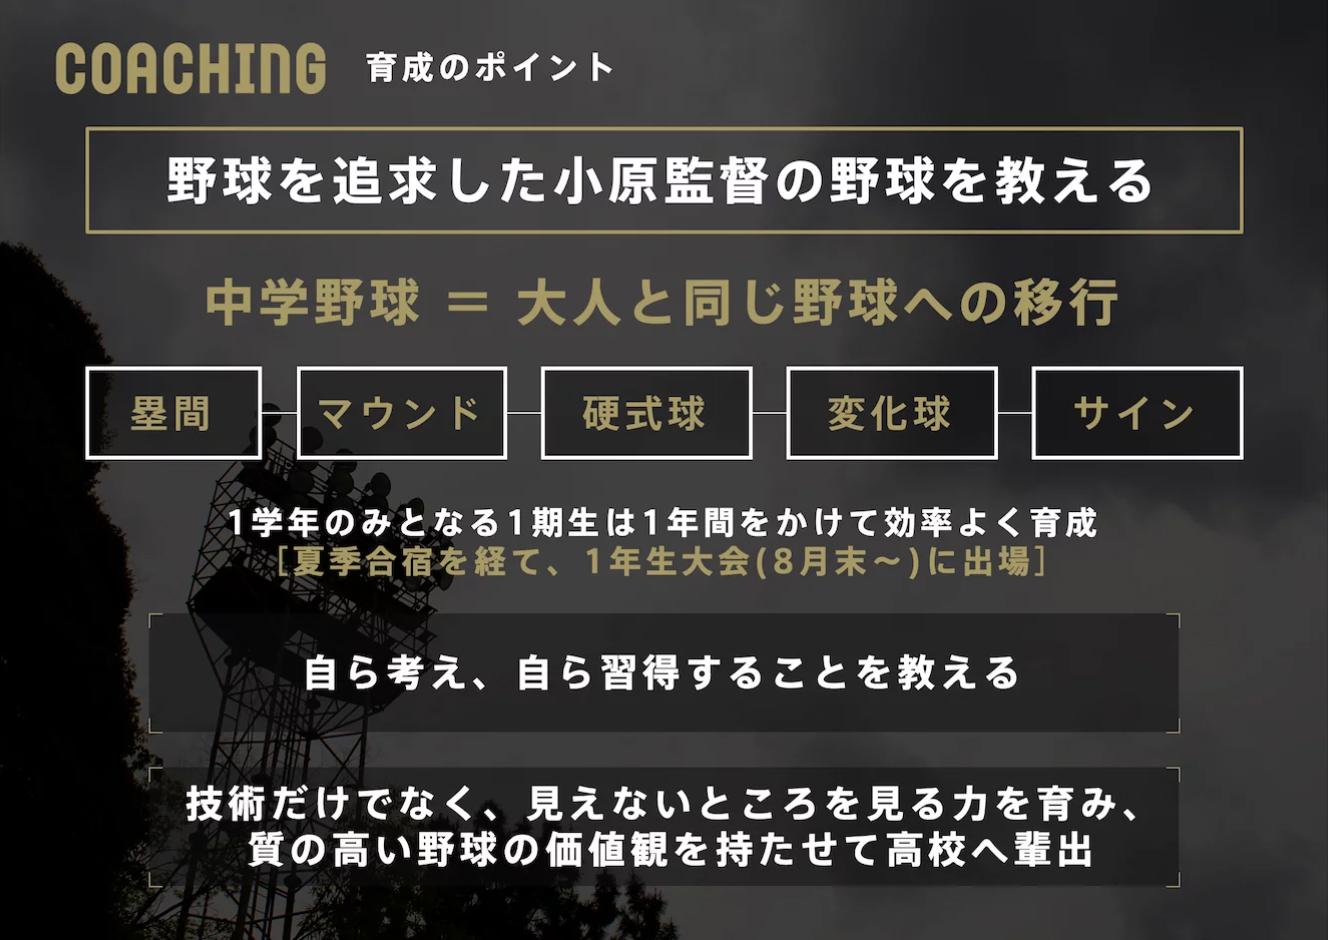 COACHING 育成のポイント
野球を追求した小原監督の野球を教える
中学野球 ＝ 大人と同じ野球への移行
塁間 マウンド 硬式球 変化球 サイン
1学年のみとなる1期生は1年間をかけて効率よく育成
[夏季合宿を経て、1年生大会(8月末～)に出場]
自ら考え、自ら習得することを教える
技術だけでなく、見えないところを見る力を育み、
質の高い野球の価値観を持たせて高校へ輩出